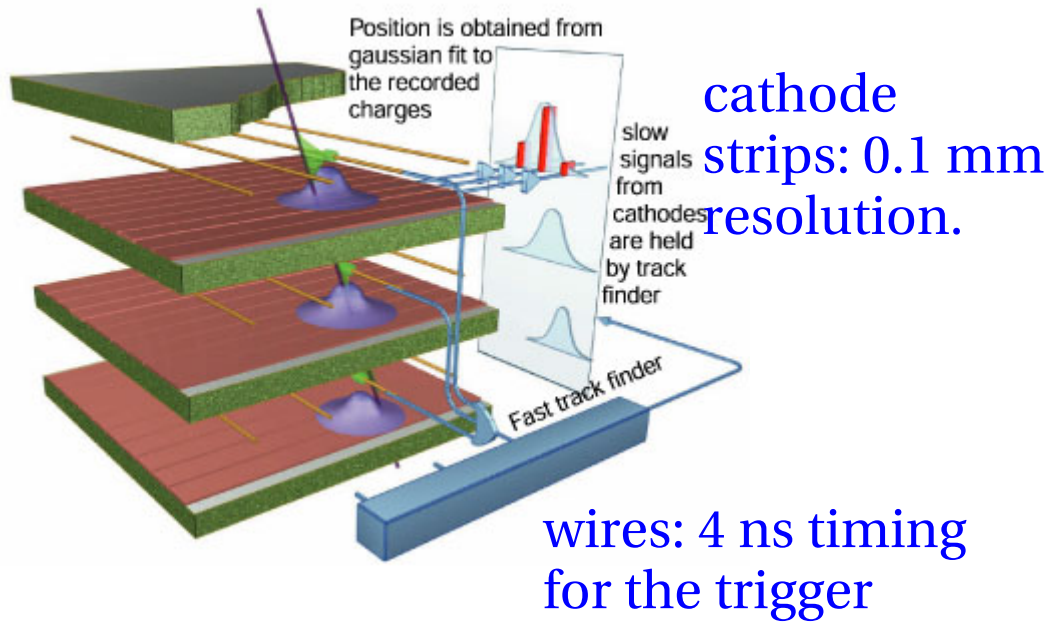 Position is obtained from
gaussian fit to
the recorded
charges
cathode
strips: 0.1 mm
resolution.
slow
signals
from
cathodes
are held
by track
finder
Fast track finder
wires: 4 ns timing
for the trigger